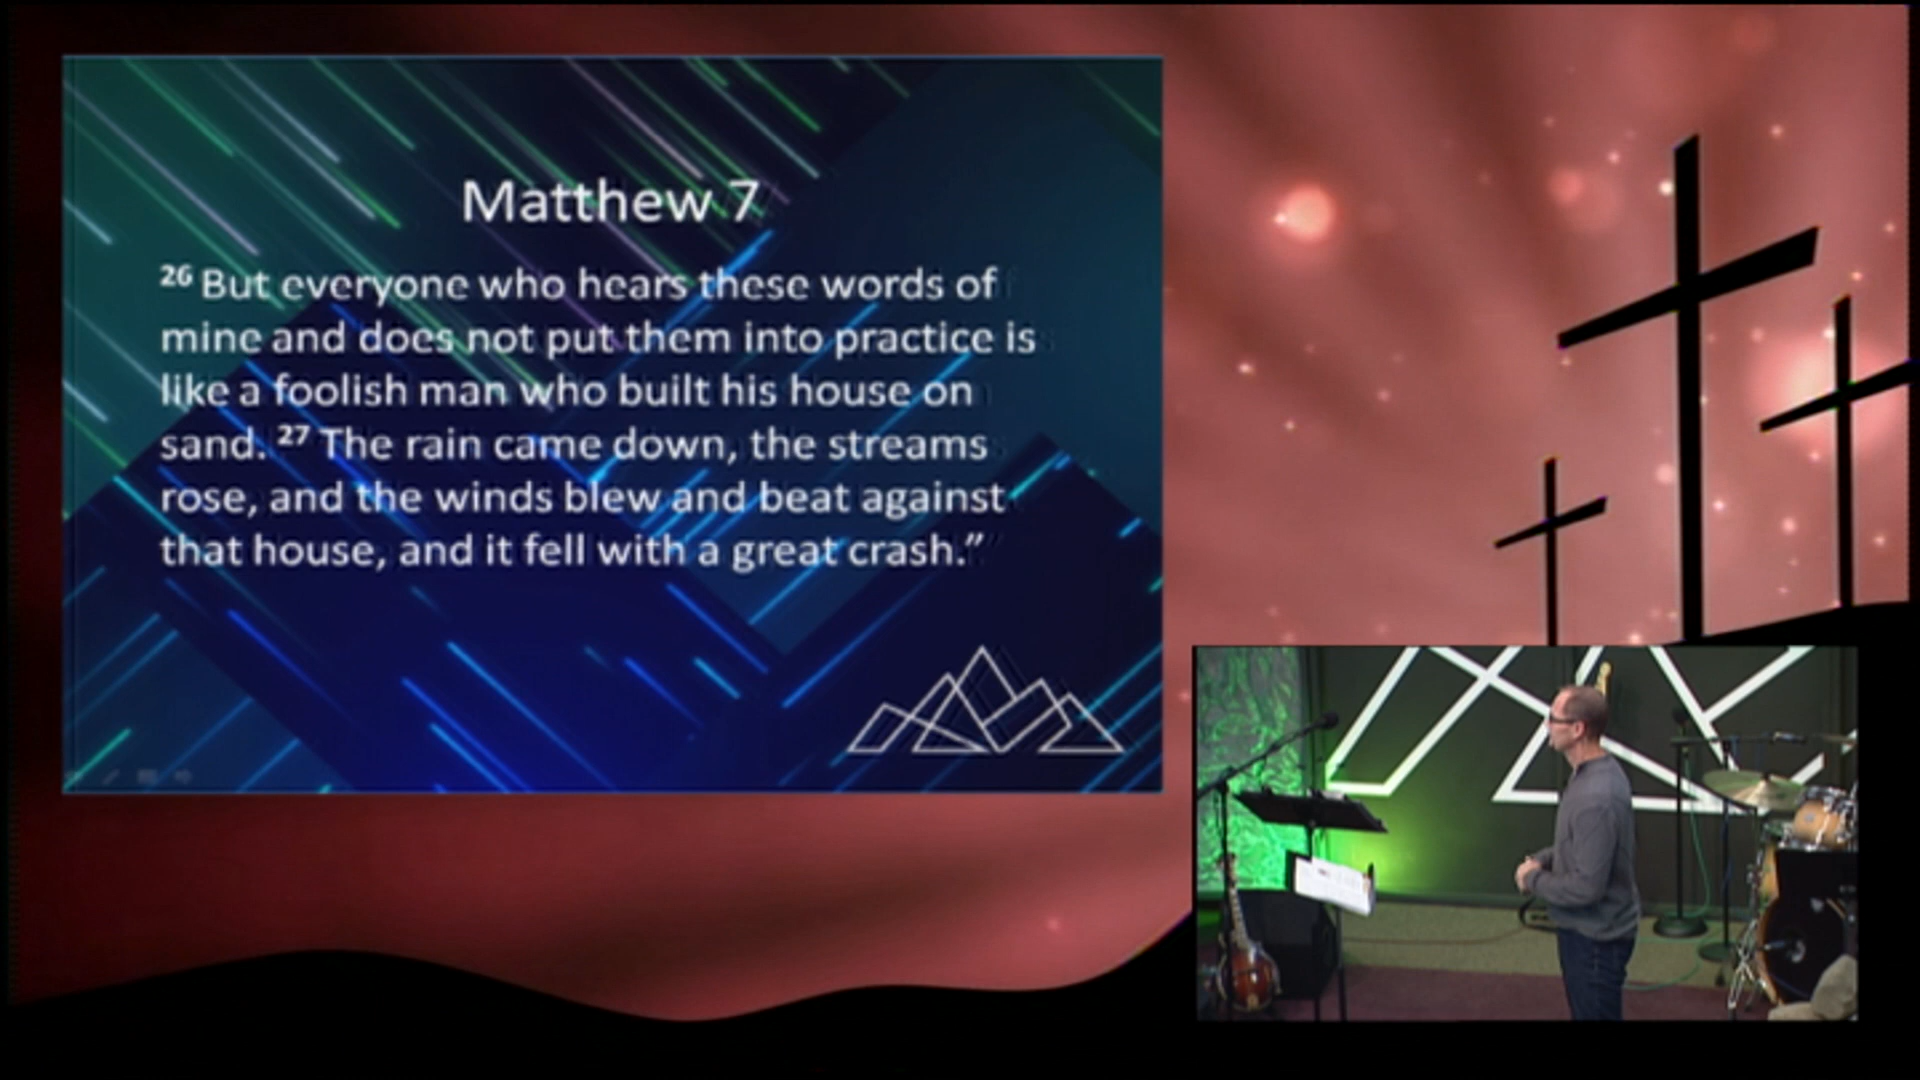 Matthew 7
26 But everyone who hears these words of
mine and does not put them into practice is
like a foolish man who built his house on
sand. 27 The rain came down, the streams
rose, and the winds blew and beat against
that house, and it fell with a great crash.”